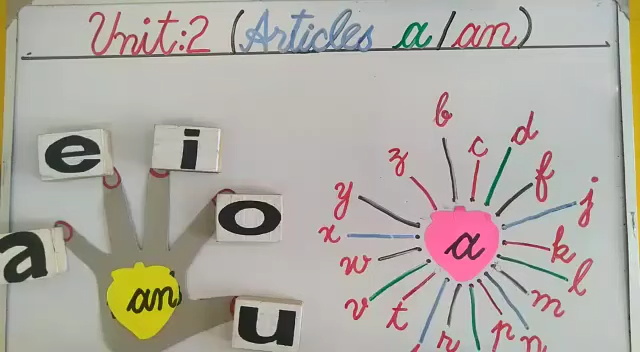 Unit:2 (Articles a/an)
e i
a o
an
u
b
z c d
y f
x j
a
w k
v l
t m
r p n